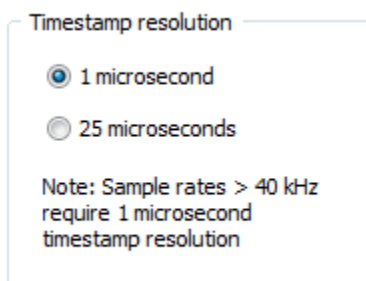 Timestamp resolution
1 microsecond
25 microseconds
Note: Sample rates > 40 kHz
require 1 microsecond
timestamp resolution